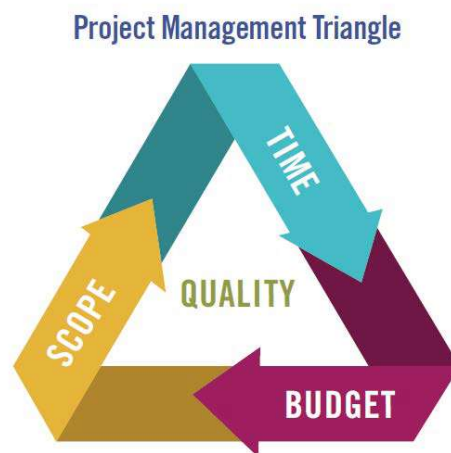 Project Management Triangle
TIME
QUALITY
SCOPE
BUDGET